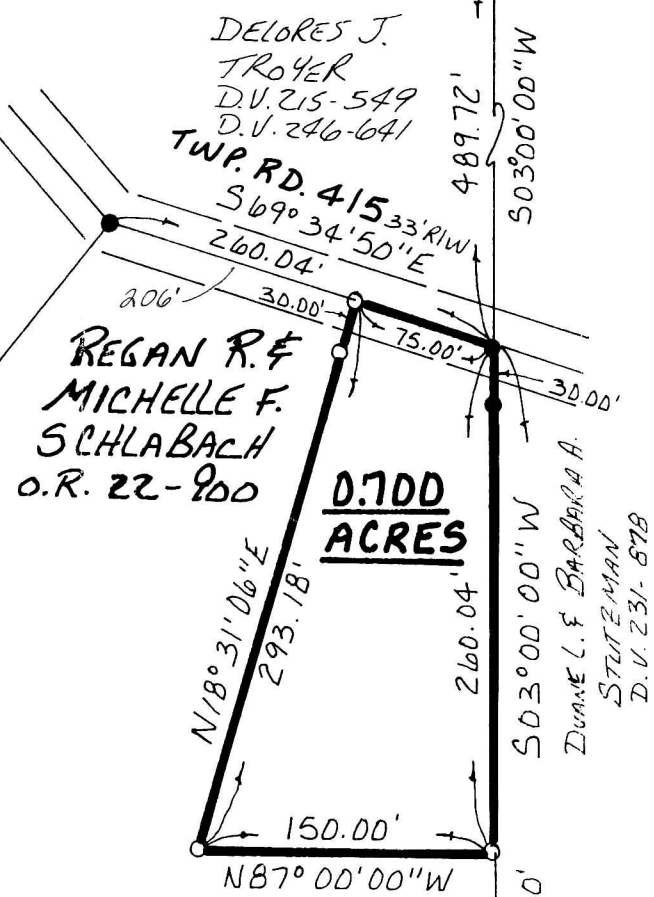 DELORES J.
TROYER
D.V. 215-549
D.V. 246-641
489.72'
S03°00'00"W
TWP. RD. 415 33' R/W
S69° 34'50"E
260.04'
206'
30.00'
75.00'
30.00'
REGAN R. &
MICHELLE F.
SCHLABACH
O.R. 22-900
0.700
ACRES
N18° 31'06"E
293.18'
260.04'
S03°00'00"W
DUANE L. & BARBARA A.
STUTZMAN
D.V. 231-878
150.00'
N87° 00'00"W
0'